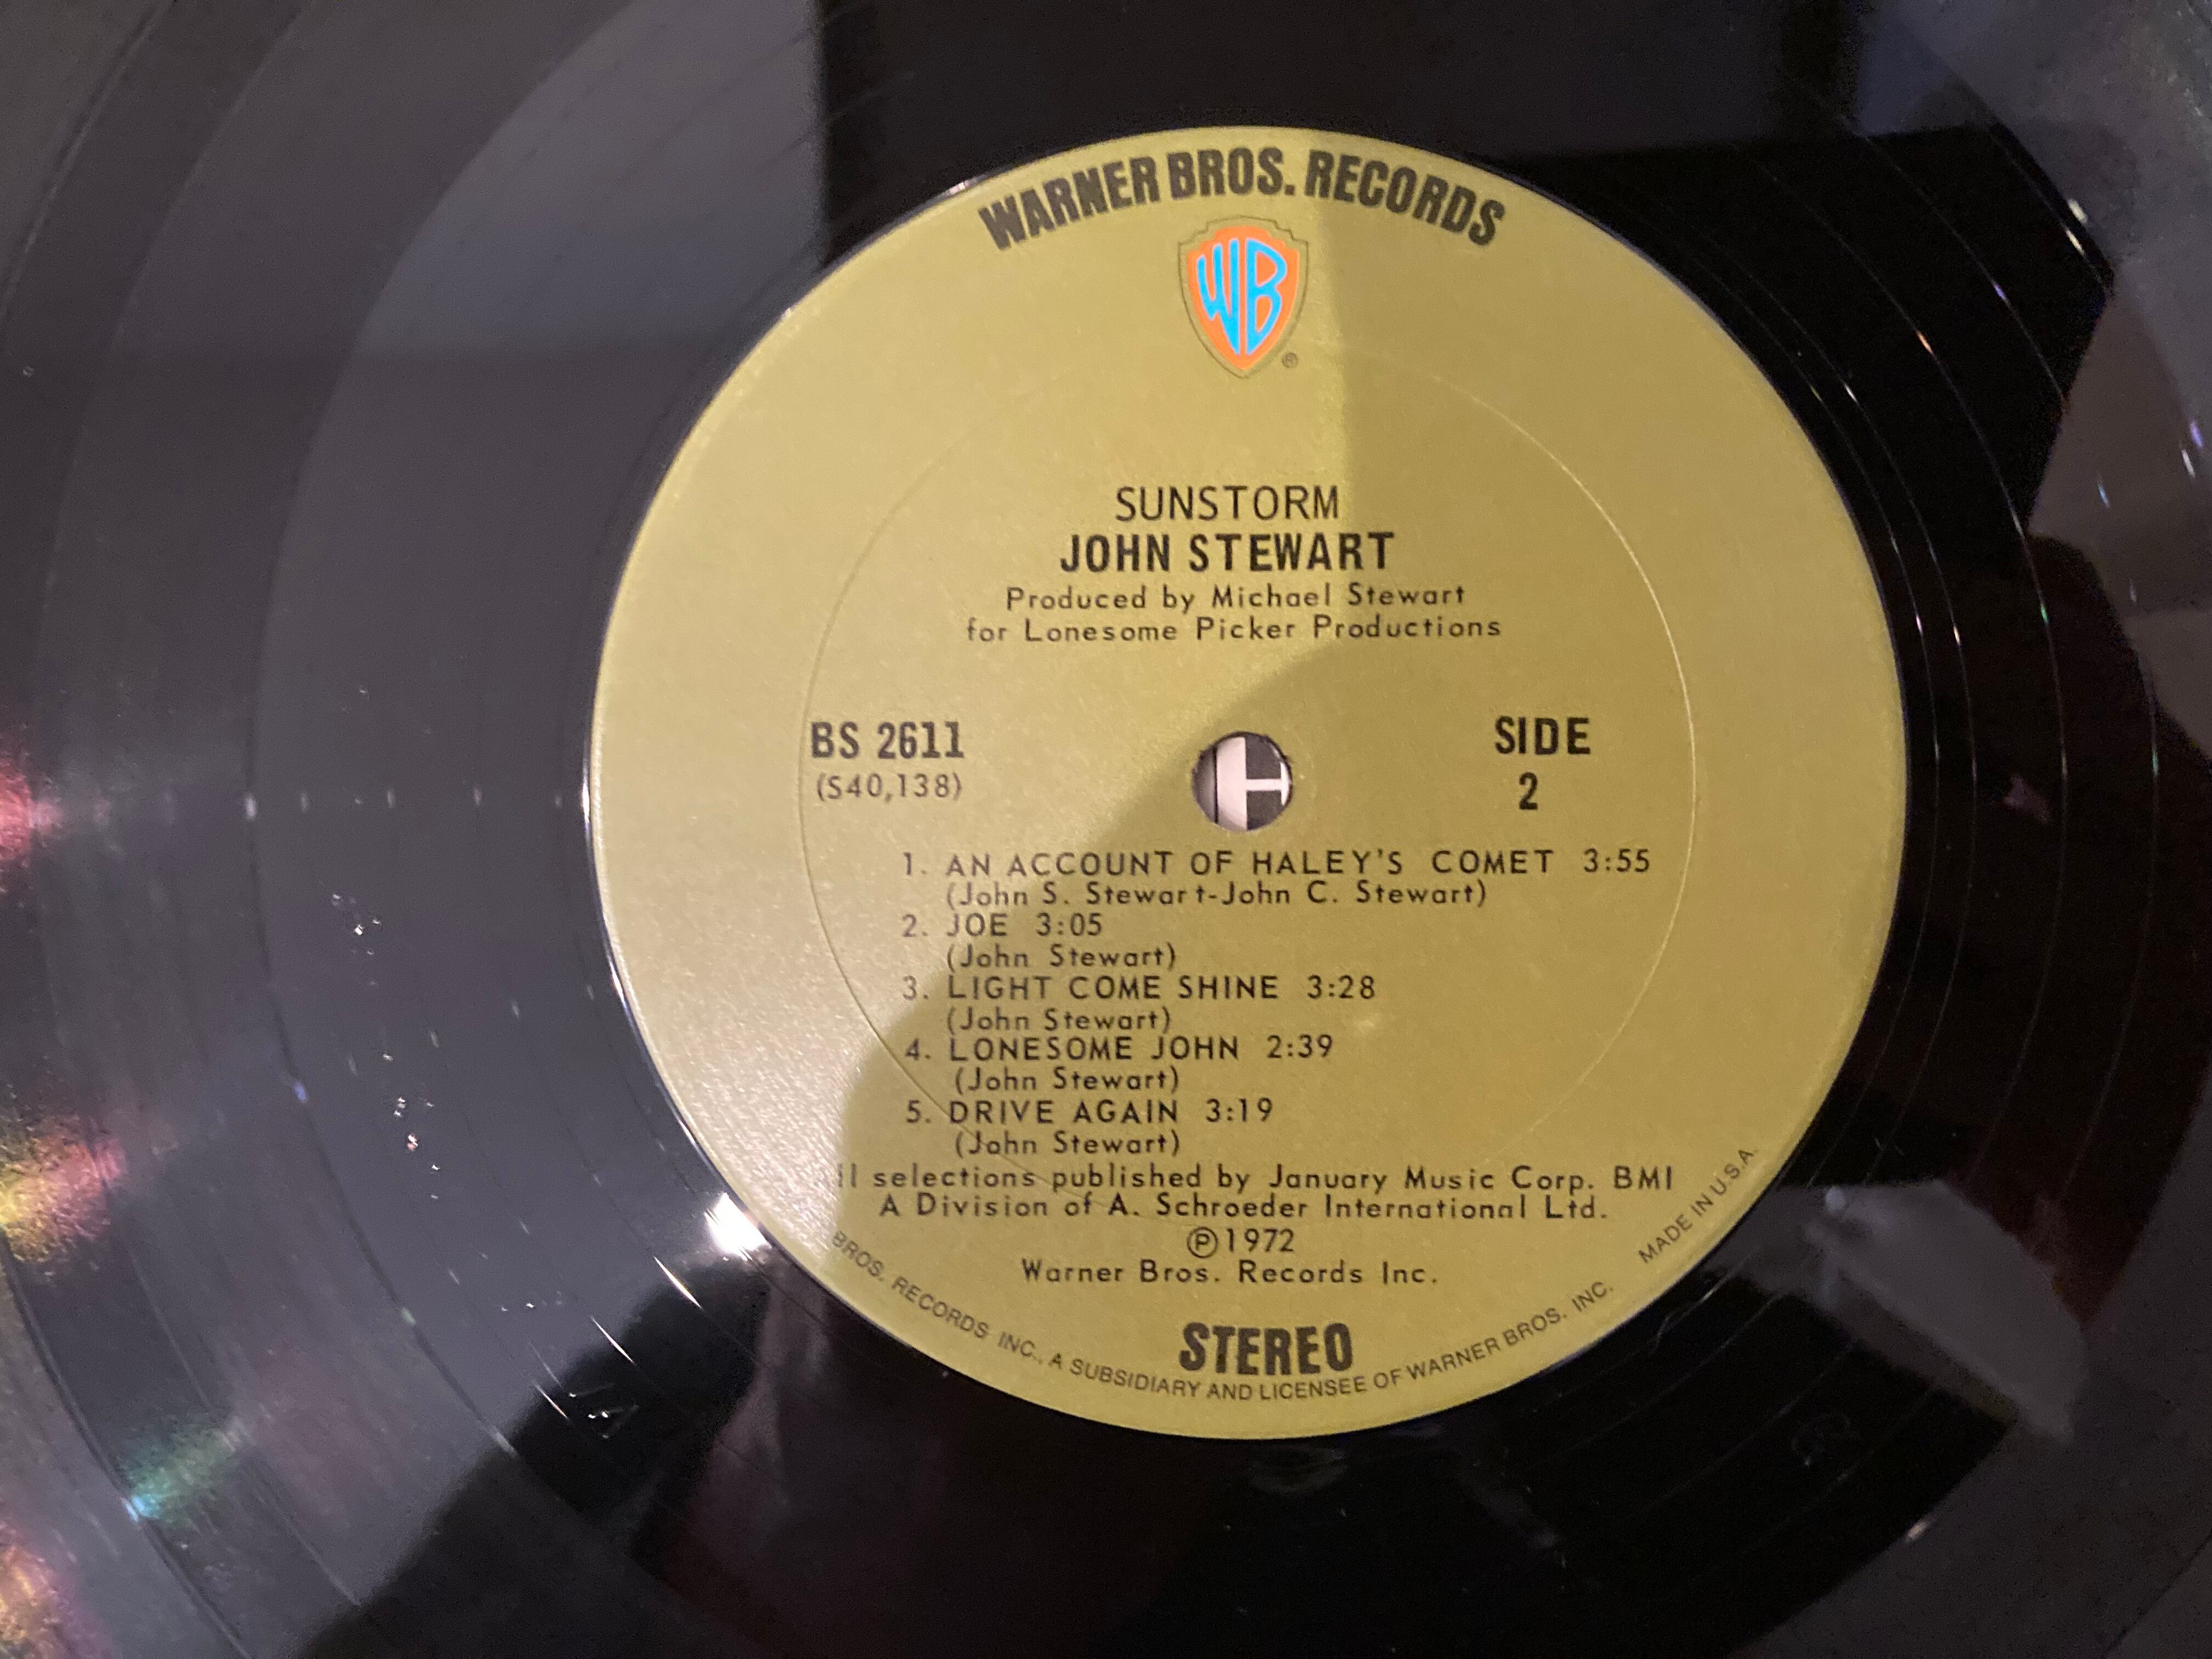 WARNER BROS. RECORDS
WB
®
SUNSTORM
JOHN STEWART
Produced by Michael Stewart
for Lonesome Picker Productions
BS 2611
(S40,138)
SIDE
2
1. AN ACCOUNT OF HALEY'S COMET 3:55
(John S. Stewart-John C. Stewart)
2. JOE 3:05
(John Stewart)
3. LIGHT COME SHINE 3:28
(John Stewart)
4. LONESOME JOHN 2:39
(John Stewart)
5. DRIVE AGAIN 3:19
(John Stewart)
selections published by January Music Corp. BMI
A Division of A. Schroeder International Ltd.
℗1972
Warner Bros. Records Inc.
STEREO
BROS. RECORDS INC., A SUBSIDIARY AND LICENSEE OF WARNER BROS. INC. MADE IN U.S.A.